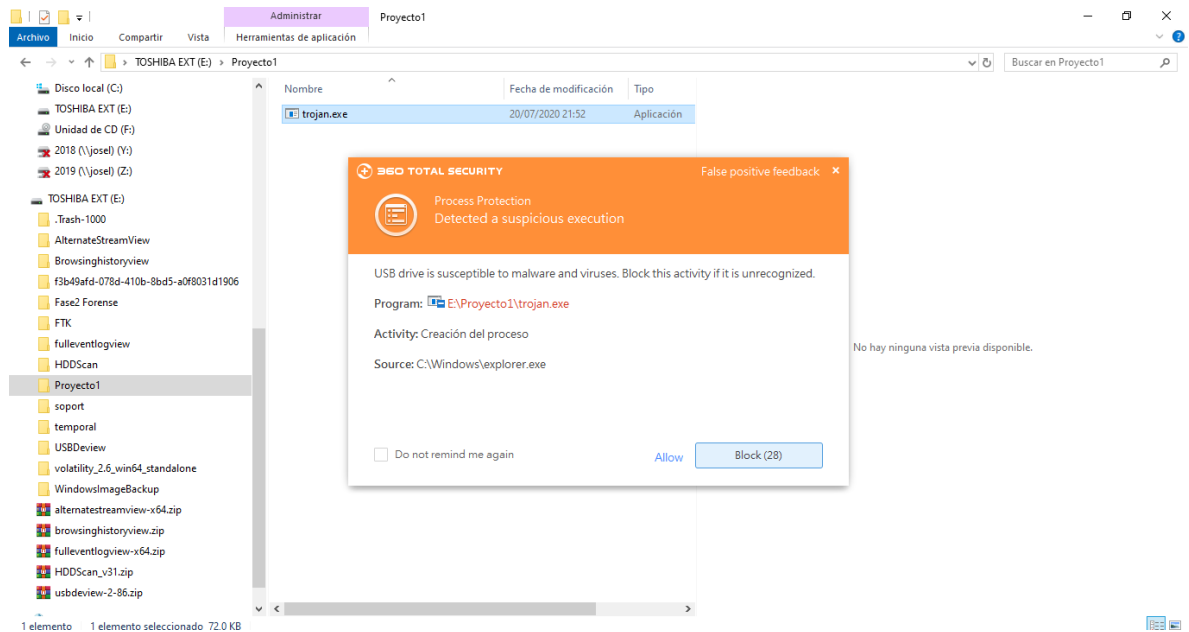 Administrar
Proyecto1
Archivo Inicio Compartir Vista Herramientas de aplicación
TOSHIBA EXT (E:) > Proyecto1
Buscar en Proyecto1
Disco local (C:)
TOSHIBA EXT (E:)
Unidad de CD (F:)
2018 (\\josel) (Y:)
2019 (\\josel) (Z:)
TOSHIBA EXT (E:)
.Trash-1000
AlternateStreamView
Browsinghistoryview
f3b49afd-078d-410b-8bd5-a0f8031d1906
Fase2 Forense
FTK
fulleventlogview
HDDScan
Proyecto1
soport
temporal
USBDeview
volatility_2.6_win64_standalone
WindowsImageBackup
alternatestreamview-x64.zip
browsinghistoryview.zip
fulleventlogview-x64.zip
HDDScan_v31.zip
usbdeview-2-86.zip
Nombre Fecha de modificación Tipo
trojan.exe 20/07/2020 21:52 Aplicación
360 TOTAL SECURITY
False positive feedback
Process Protection
Detected a suspicious execution
USB drive is susceptible to malware and viruses. Block this activity if it is unrecognized.
Program: E:\Proyecto1\trojan.exe
Activity: Creación del proceso
Source: C:\Windows\explorer.exe
Do not remind me again
Allow
Block (28)
No hay ninguna vista previa disponible.
1 elemento 1 elemento seleccionado 72.0 KB